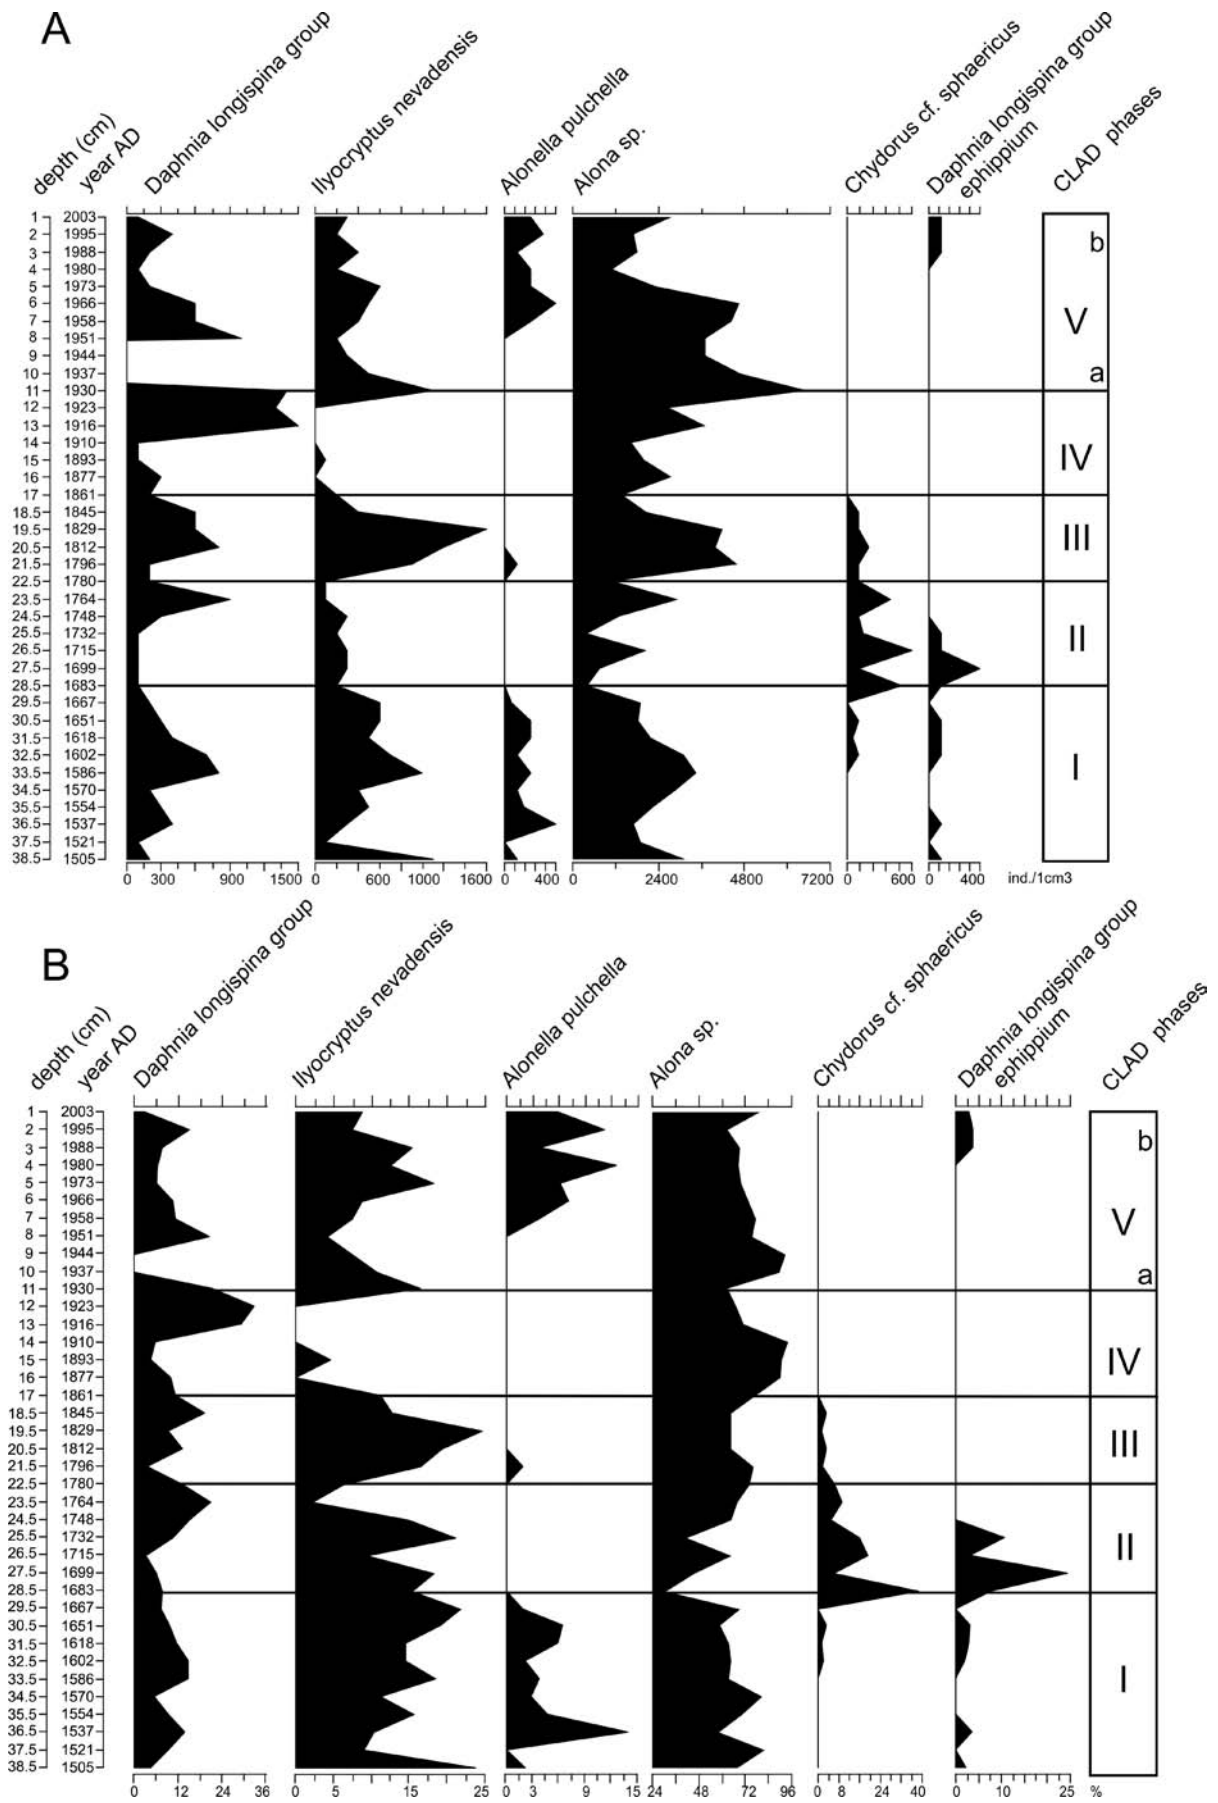 A
depth (cm)
year AD
Daphnia longispina group
Ilyocryptus nevadensis
Alonella pulchella
Alona sp.
Chydorus cf. sphaericus
Daphnia longispina group
ephippium
CLAD phases
1 2003
2 1995 b
3 1988
4 1980
5 1973
6 1966
7 1958 V
8 1951
9 1944
10 1937 a
11 1930
12 1923
13 1916
14 1910
15 1893 IV
16 1877
17 1861
18.5 1845
19.5 1829
20.5 1812 III
21.5 1796
22.5 1780
23.5 1764
24.5 1748
25.5 1732
26.5 1715 II
27.5 1699
28.5 1683
29.5 1667
30.5 1651
31.5 1618
32.5 1602
33.5 1586 I
34.5 1570
35.5 1554
36.5 1537
37.5 1521
38.5 1505
0 300 900 1500 0 600 1000 1600 0 400 0 2400 4800 7200 0 600 0 400 ind./1cm3
B
depth (cm)
year AD
Daphnia longispina group
Ilyocryptus nevadensis
Alonella pulchella
Alona sp.
Chydorus cf. sphaericus
Daphnia longispina group
ephippium
CLAD phases
1 2003
2 1995
3 1988 b
4 1980
5 1973
6 1966
7 1958 V
8 1951
9 1944
10 1937 a
11 1930
12 1923
13 1916
14 1910
15 1893 IV
16 1877
17 1861
18.5 1845
19.5 1829
20.5 1812 III
21.5 1796
22.5 1780
23.5 1764
24.5 1748
25.5 1732
26.5 1715 II
27.5 1699
28.5 1683
29.5 1667
30.5 1651
31.5 1618
32.5 1602
33.5 1586 I
34.5 1570
35.5 1554
36.5 1537
37.5 1521
38.5 1505
0 12 24 36 0 5 15 25 0 3 9 15 24 48 72 96 0 8 24 40 0 10 25 %